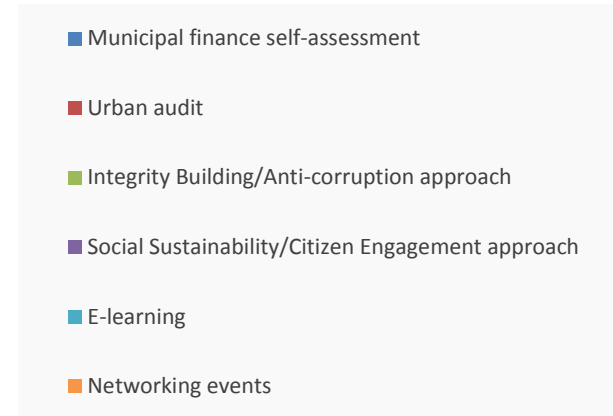 Municipal finance self-assessment
Urban audit
Integrity Building/Anti-corruption approach
Social Sustainability/Citizen Engagement approach
E-learning
Networking events